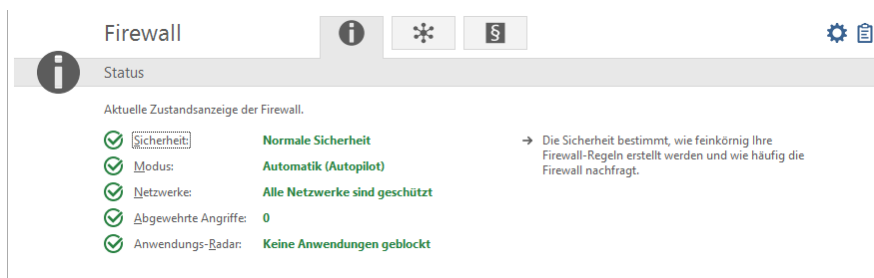 Firewall
§
Status
Aktuelle Zustandsanzeige der Firewall.
Sicherheit: Normale Sicherheit
Modus: Automatik (Autopilot)
Netzwerke: Alle Netzwerke sind geschützt
Abgewehrte Angriffe: 0
Anwendungs-Radar: Keine Anwendungen geblockt
→ Die Sicherheit bestimmt, wie feinkörnig Ihre
Firewall-Regeln erstellt werden und wie häufig die
Firewall nachfragt.